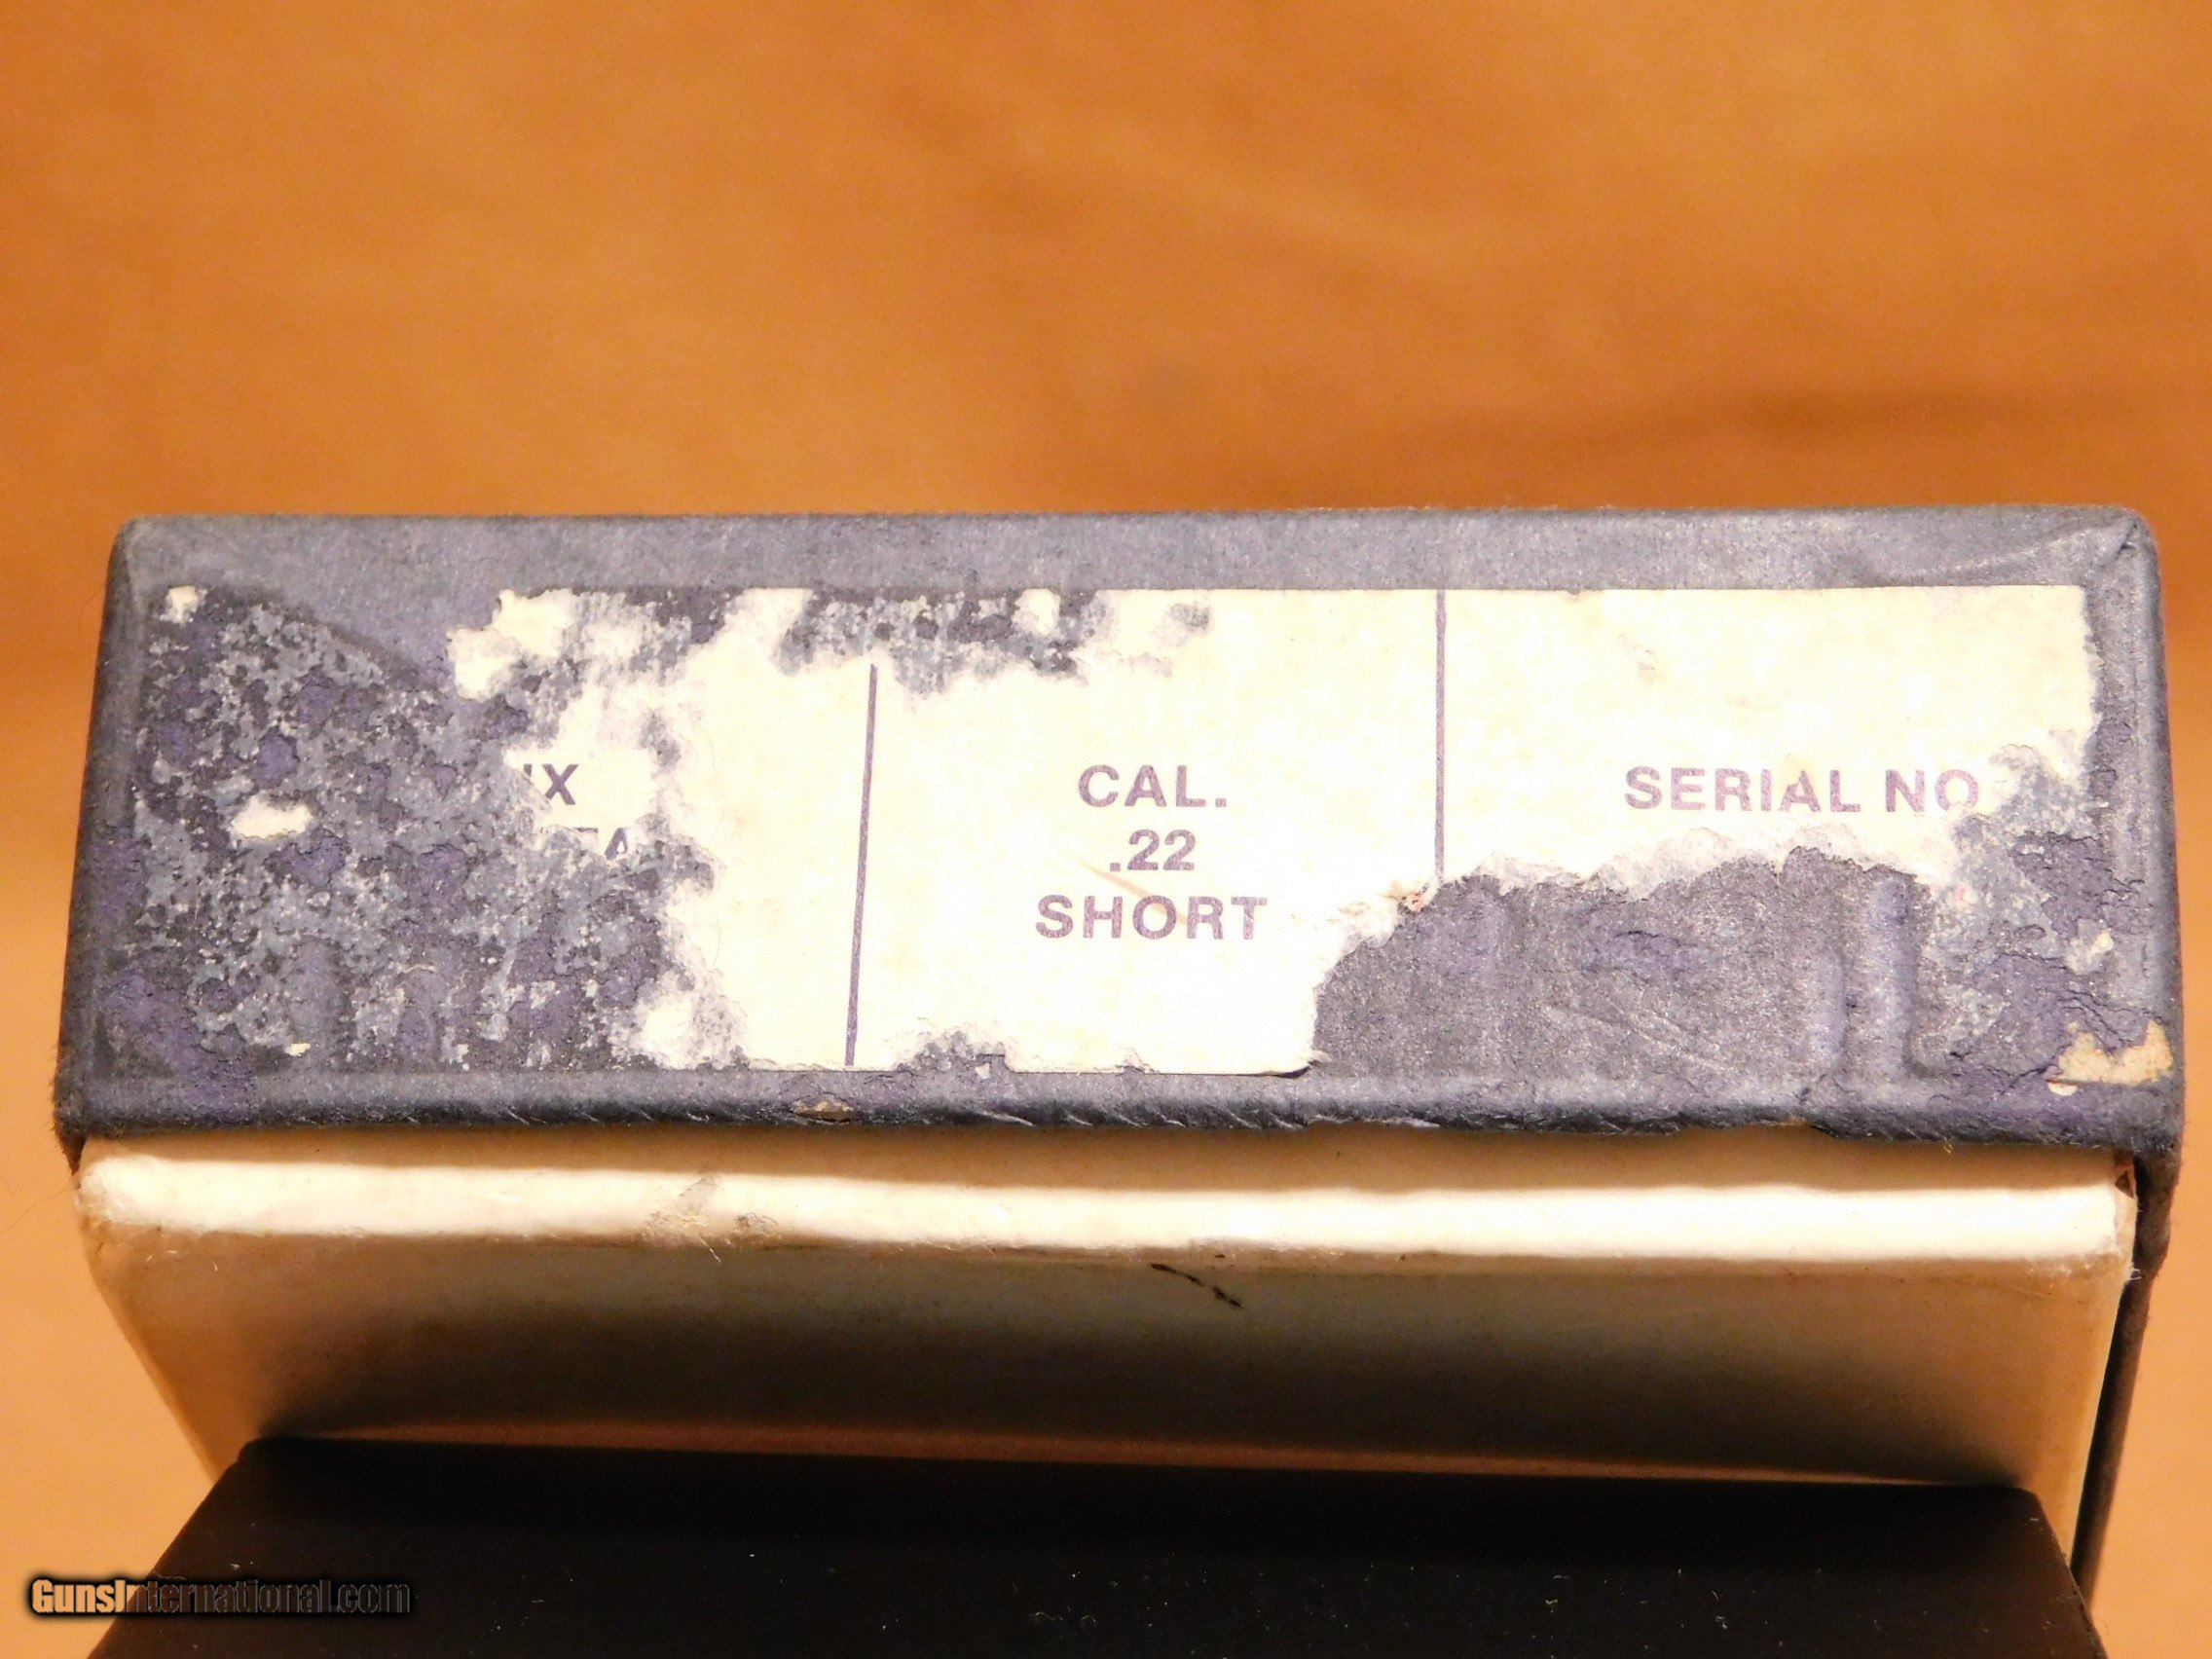 X
CAL.
.22
SHORT
SERIAL NO
GunsInternational.com